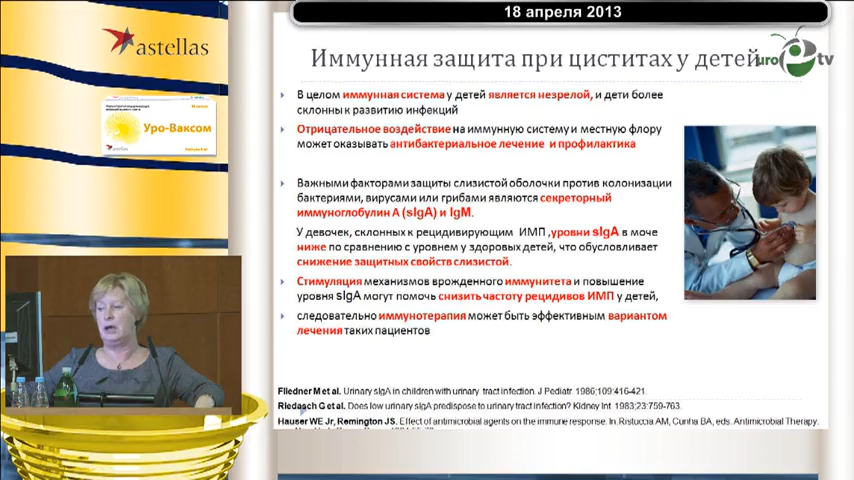 18 апреля 2013
astellas
Уро-Ваксом
astellas
uro tv
Иммунная защита при циститах у детей
В целом иммунная система у детей является незрелой, и дети более
склонны к развитию инфекций
Отрицательное воздействие на иммунную систему и местную флору
может оказывать антибактериальное лечение и профилактика
Важными факторами защиты слизистой оболочки против колонизации
бактериями, вирусами или грибами являются секреторный
иммуноглобулин А (sIgA) и IgM.
У девочек, склонных к рецидивирующим ИМП ,уровни sIgA в моче
ниже по сравнению с уровнем у здоровых детей, что обусловливает
снижение защитных свойств слизистой.
Стимуляция механизмов врожденного иммунитета и повышение
уровня sIgA могут помочь снизить частоту рецидивов ИМП у детей,
следовательно иммунотерапия может быть эффективным вариантом
лечения таких пациентов
Fliedner M et al. Urinary sIgA in children with urinary tract infection. J Pediatr. 1986;109:416-421.
Riedasch G et al. Does low urinary sIgA predispose to urinary tract infection? Kidney Int. 1983;23:759-763.
Hauser WE Jr, Remington JS. Effect of antimicrobial agents on the immune response. In: Ristuccia AM, Cunha BA, eds. Antimicrobial Therapy.